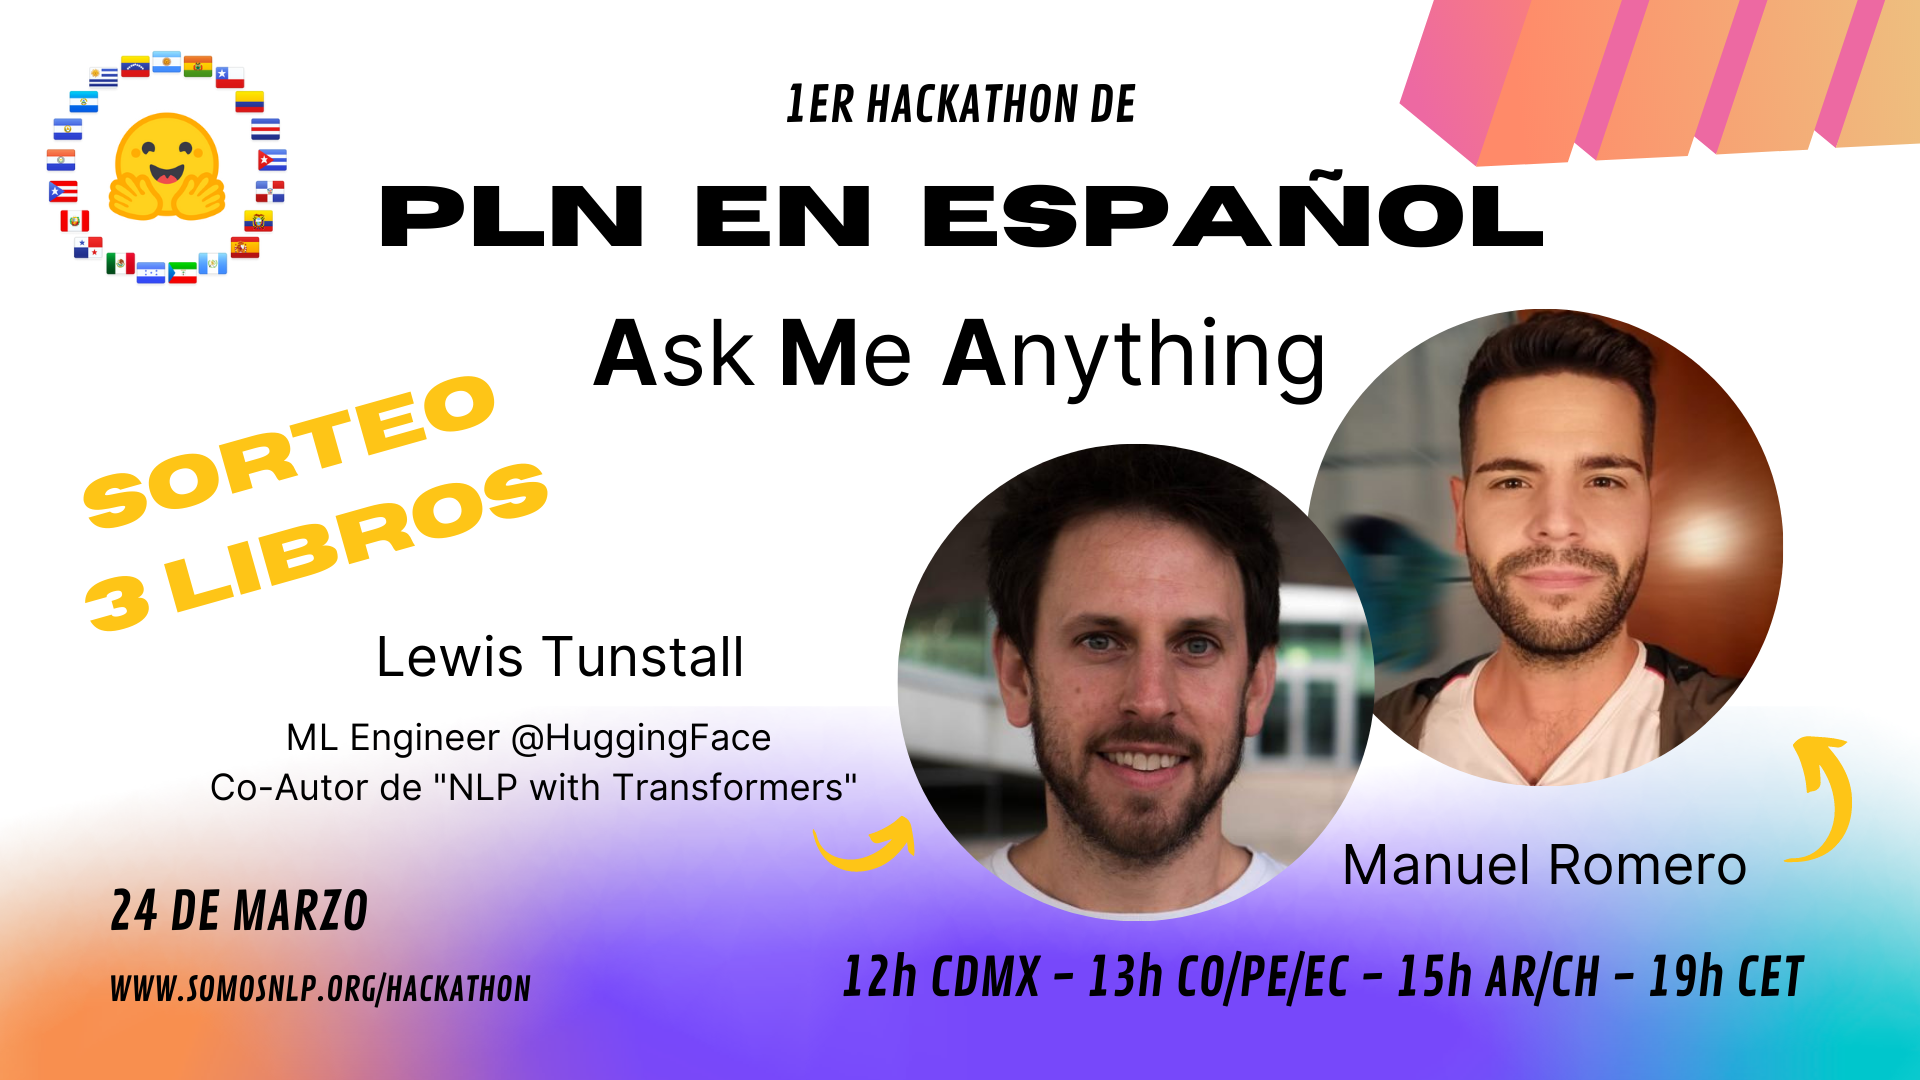 1ER HACKATHON DE
PLN EN ESPAÑOL
Ask Me Anything
SORTEO
3 LIBROS
Lewis Tunstall
ML Engineer @HuggingFace
Co-Autor de "NLP with Transformers"
Manuel Romero
24 DE MARZO
WWW.SOMOSNLP.ORG/HACKATHON
12h CDMX - 13h CO/PE/EC - 15h AR/CH - 19h CET